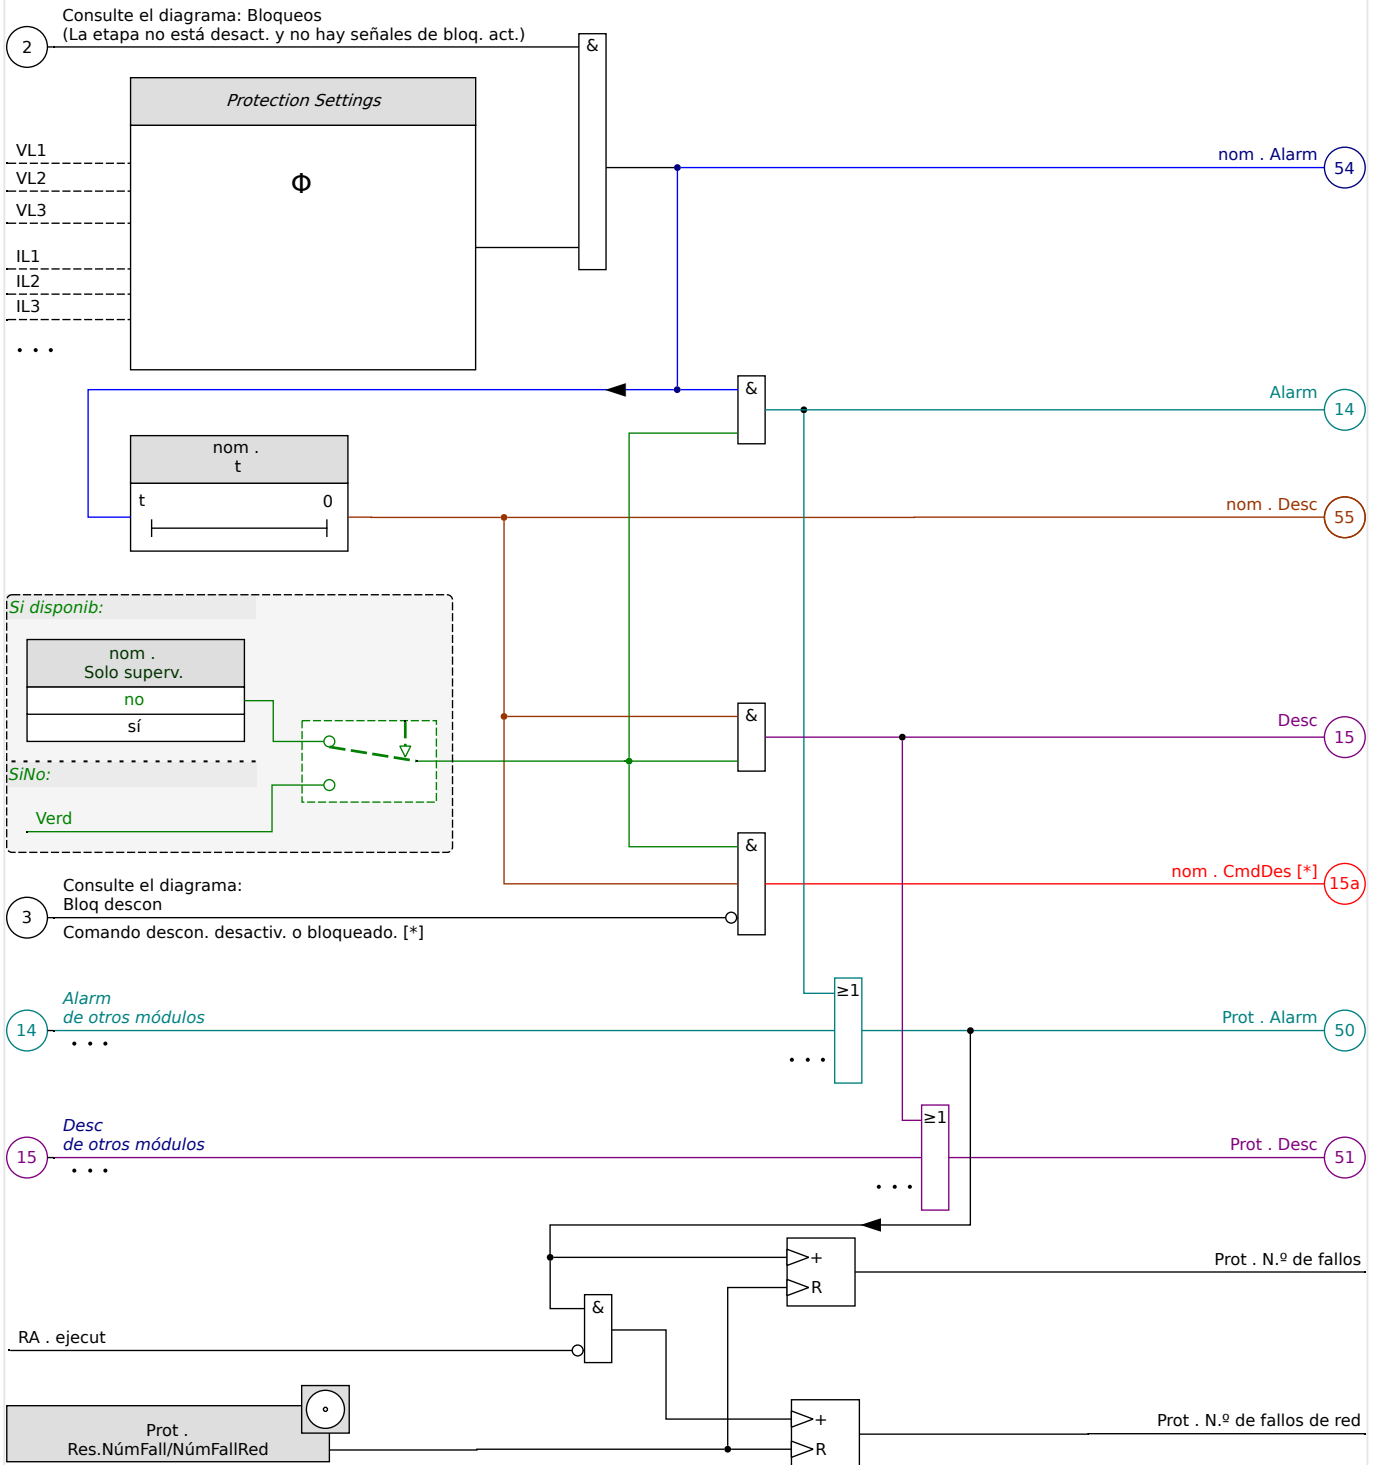 Consulte el diagrama: Bloqueos
(La etapa no está desact. y no hay señales de bloq. act.)
2
&
Protection Settings
VL1
VL2
VL3
Φ
IL1
IL2
IL3
. . .
nom . Alarm
54
&
Alarm
14
nom .
t
t
0
nom . Desc
55
Si disponib:
nom .
Solo superv.
no
sí
SiNo:
Verd
&
Desc
15
&
nom . CmdDes [*]
15a
Consulte el diagrama:
Bloq descon
3
Comando descon. desactiv. o bloqueado. [*]
≥1
Alarm
de otros módulos
14
. . .
. . .
Prot . Alarm
50
≥1
Desc
de otros módulos
15
. . .
. . .
Prot . Desc
51
+
R
Prot . N.º de fallos
&
RA . ejecut
Prot .
Res.NúmFall/NúmFallRed
+
R
Prot . N.º de fallos de red